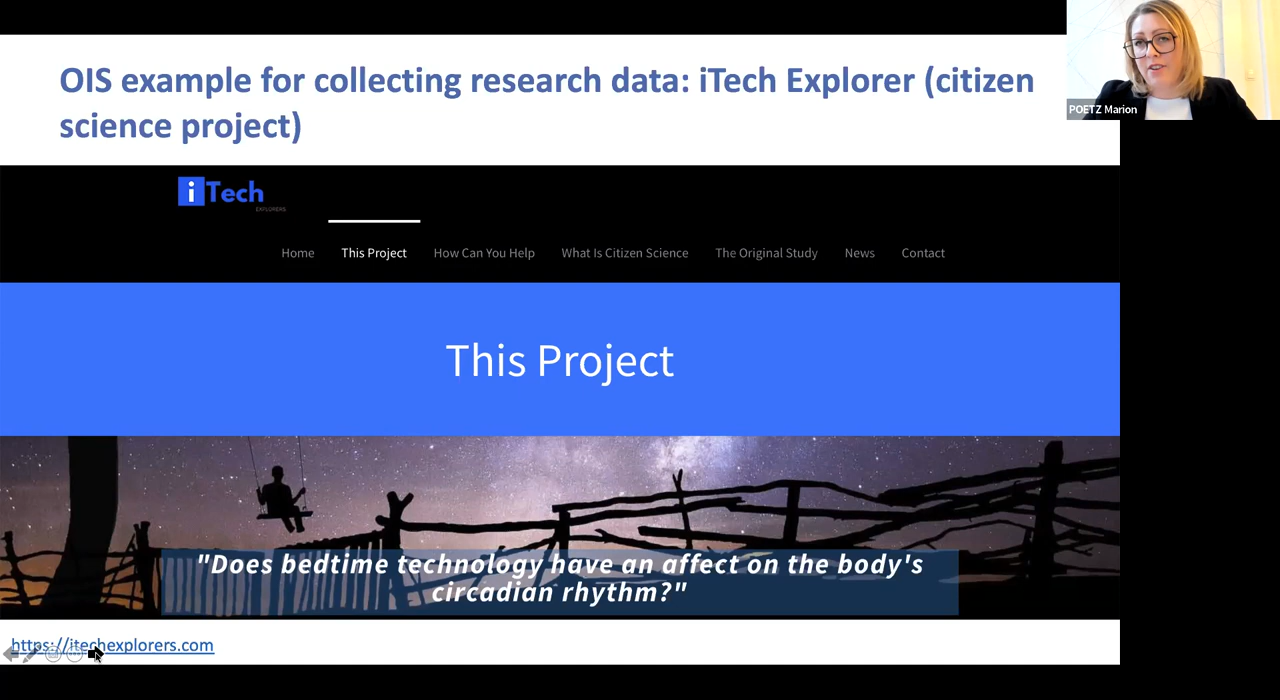 OIS example for collecting research data: iTech Explorer (citizen
science project)
POETZ Marion
i Tech
EXPLORERS
Home This Project How Can You Help What Is Citizen Science The Original Study News Contact
This Project
"Does bedtime technology have an affect on the body's
circadian rhythm?"
https://itechexplorers.com